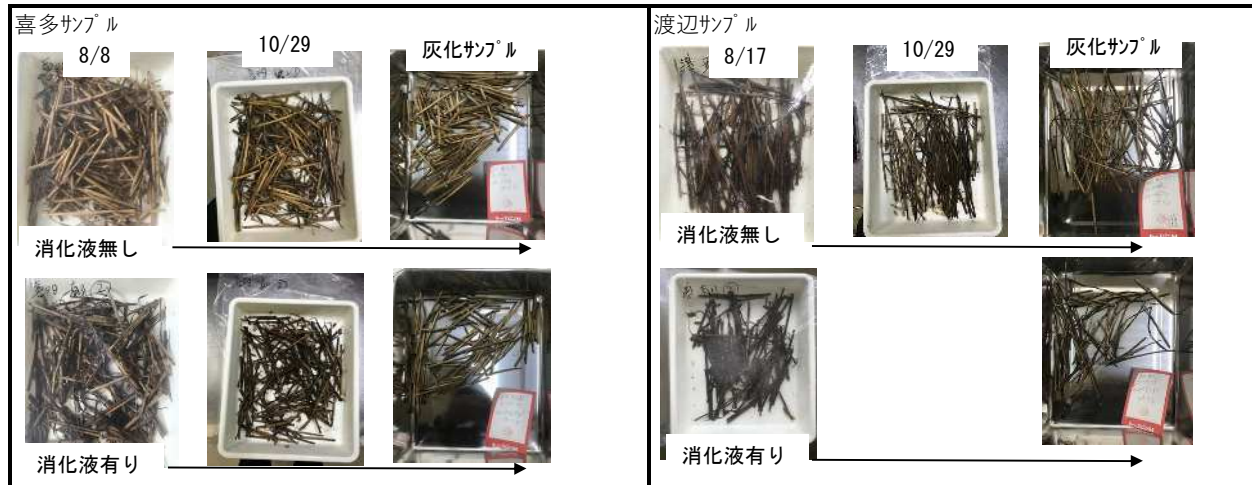 喜多ｻﾝﾌﾟﾙ
8/8
10/29
灰化ｻﾝﾌﾟﾙ
消化液無し
消化液有り
渡辺ｻﾝﾌﾟﾙ
8/17
10/29
灰化ｻﾝﾌﾟﾙ
消化液無し
消化液有り